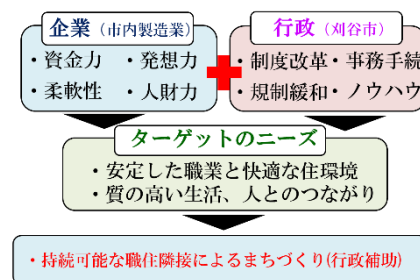 企業（市内製造業）
・資金力 ・発想力
・柔軟性 ・人財力
行政（刈谷市）
・制度改革・事務手続
・規制緩和・ノウハウ
ターゲットのニーズ
・安定した職業と快適な住環境
・質の高い生活、人とのつながり
・持続可能な職住隣接によるまちづくり(行政補助)